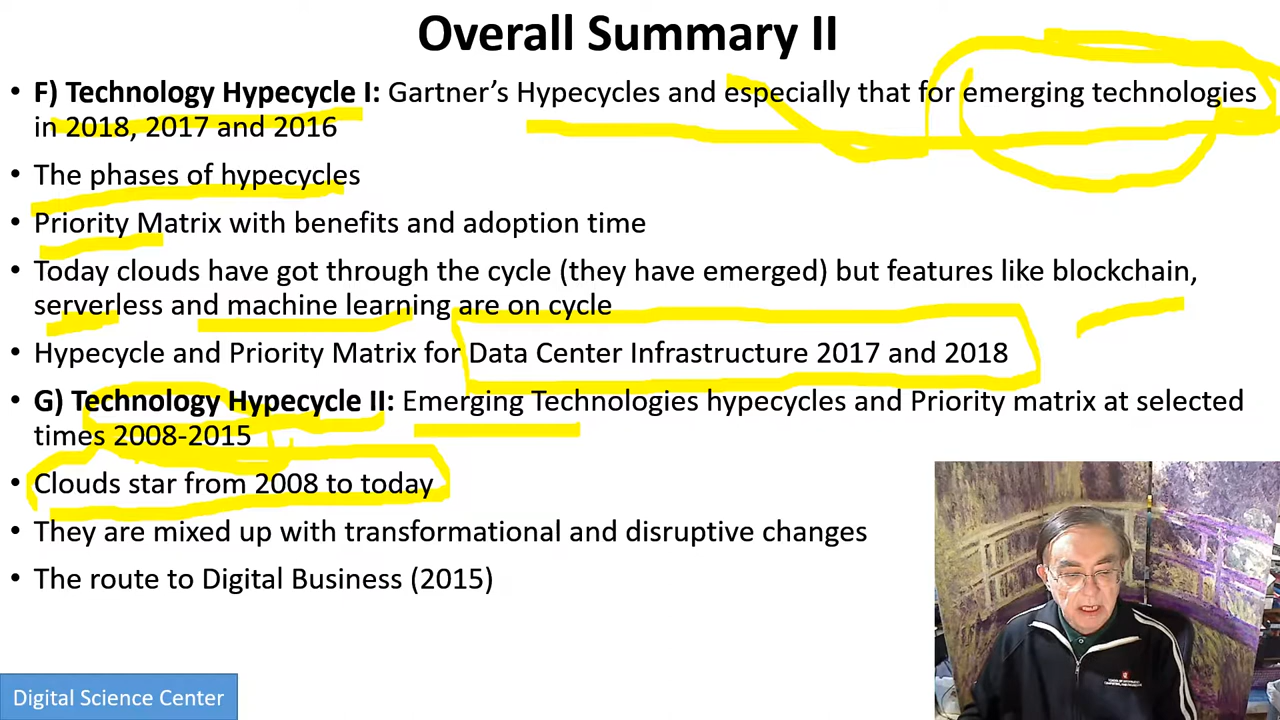 Overall Summary II
• F) Technology Hypecycle I: Gartner's Hypecycles and especially that for emerging technologies
in 2018, 2017 and 2016
• The phases of hypecycles
• Priority Matrix with benefits and adoption time
• Today clouds have got through the cycle (they have emerged) but features like blockchain,
serverless and machine learning are on cycle
• Hypecycle and Priority Matrix for Data Center Infrastructure 2017 and 2018
• G) Technology Hypecycle II: Emerging Technologies hypecycles and Priority matrix at selected
times 2008-2015
• Clouds star from 2008 to today
• They are mixed up with transformational and disruptive changes
• The route to Digital Business (2015)
Digital Science Center